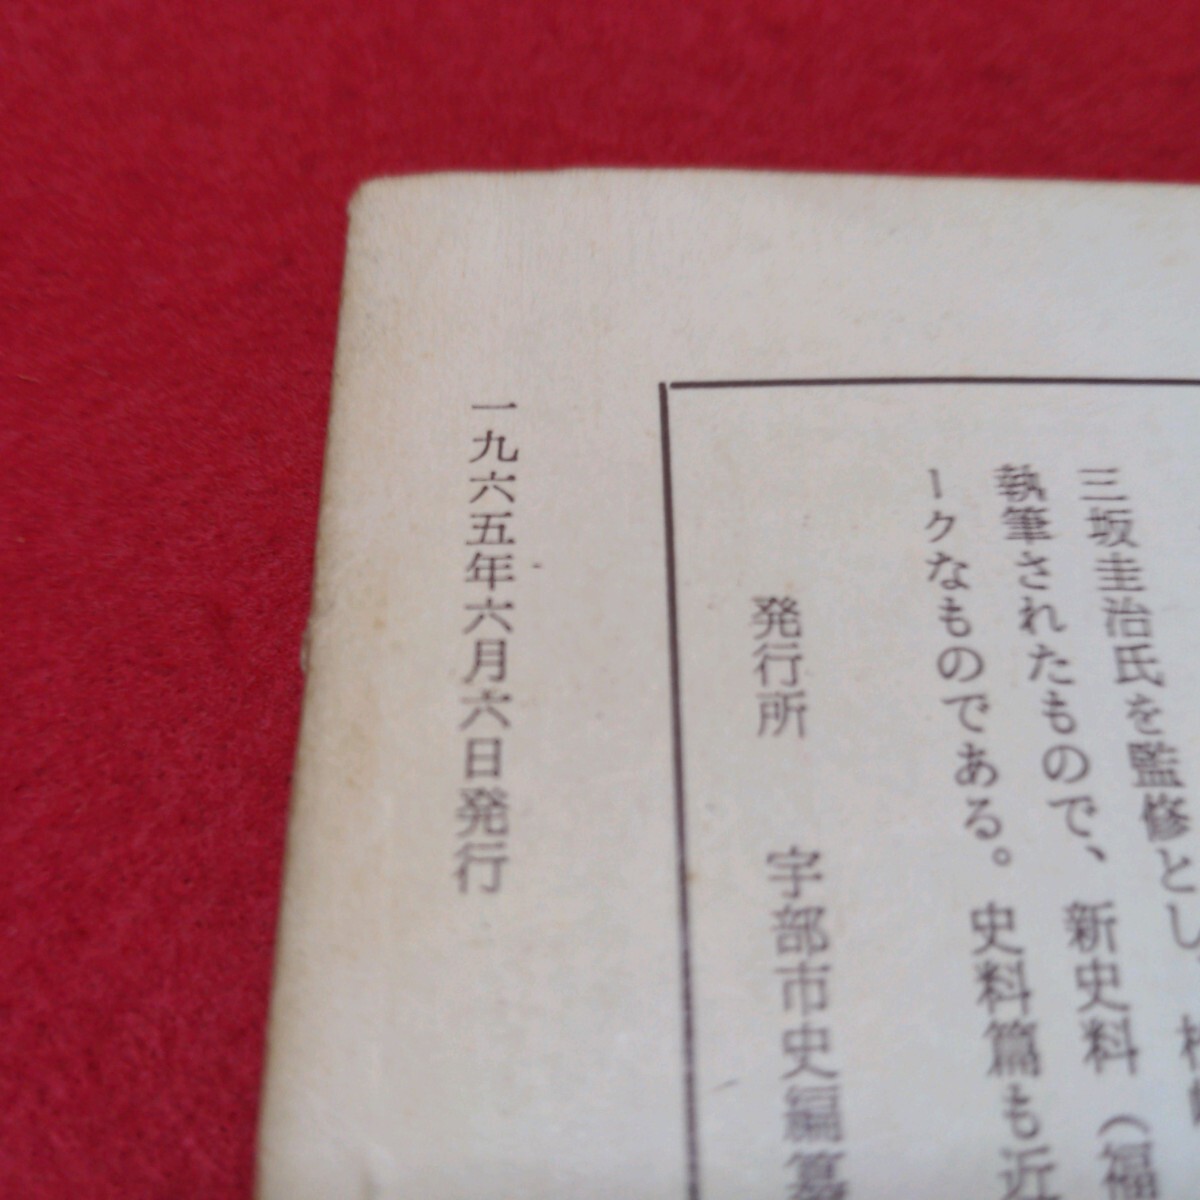 三坂圭治氏を監修とし、
執筆されたもので、新史料（福
ークなものである。史料篇も近
発行所　宇部市史編纂
一九六五年六月六日発行